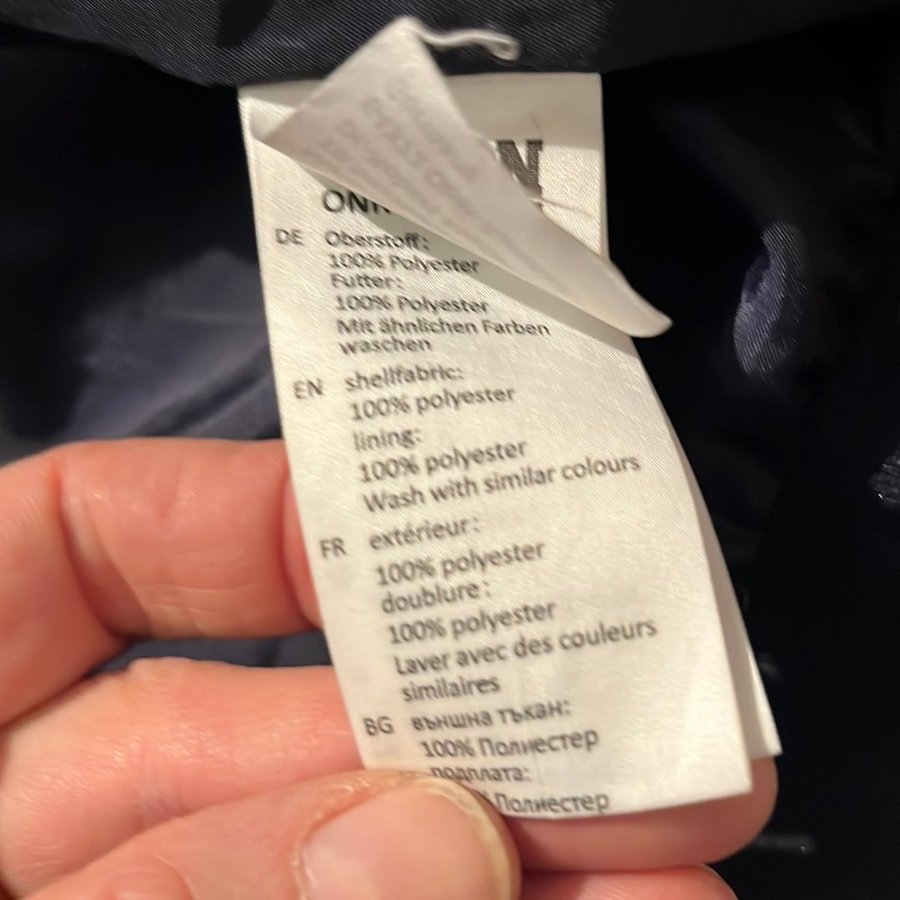 DE Oberstoff:
100% Polyester
Futter:
100% Polyester
Mit ähnlichen Farben
waschen
EN shellfabric:
100% polyester
lining:
100% polyester
Wash with similar colours
FR extérieur:
100% polyester
doublure:
100% polyester
Laver avec des couleurs
similaires
BG външна тъкан:
100% Полиестер
подплата:
Полиестер